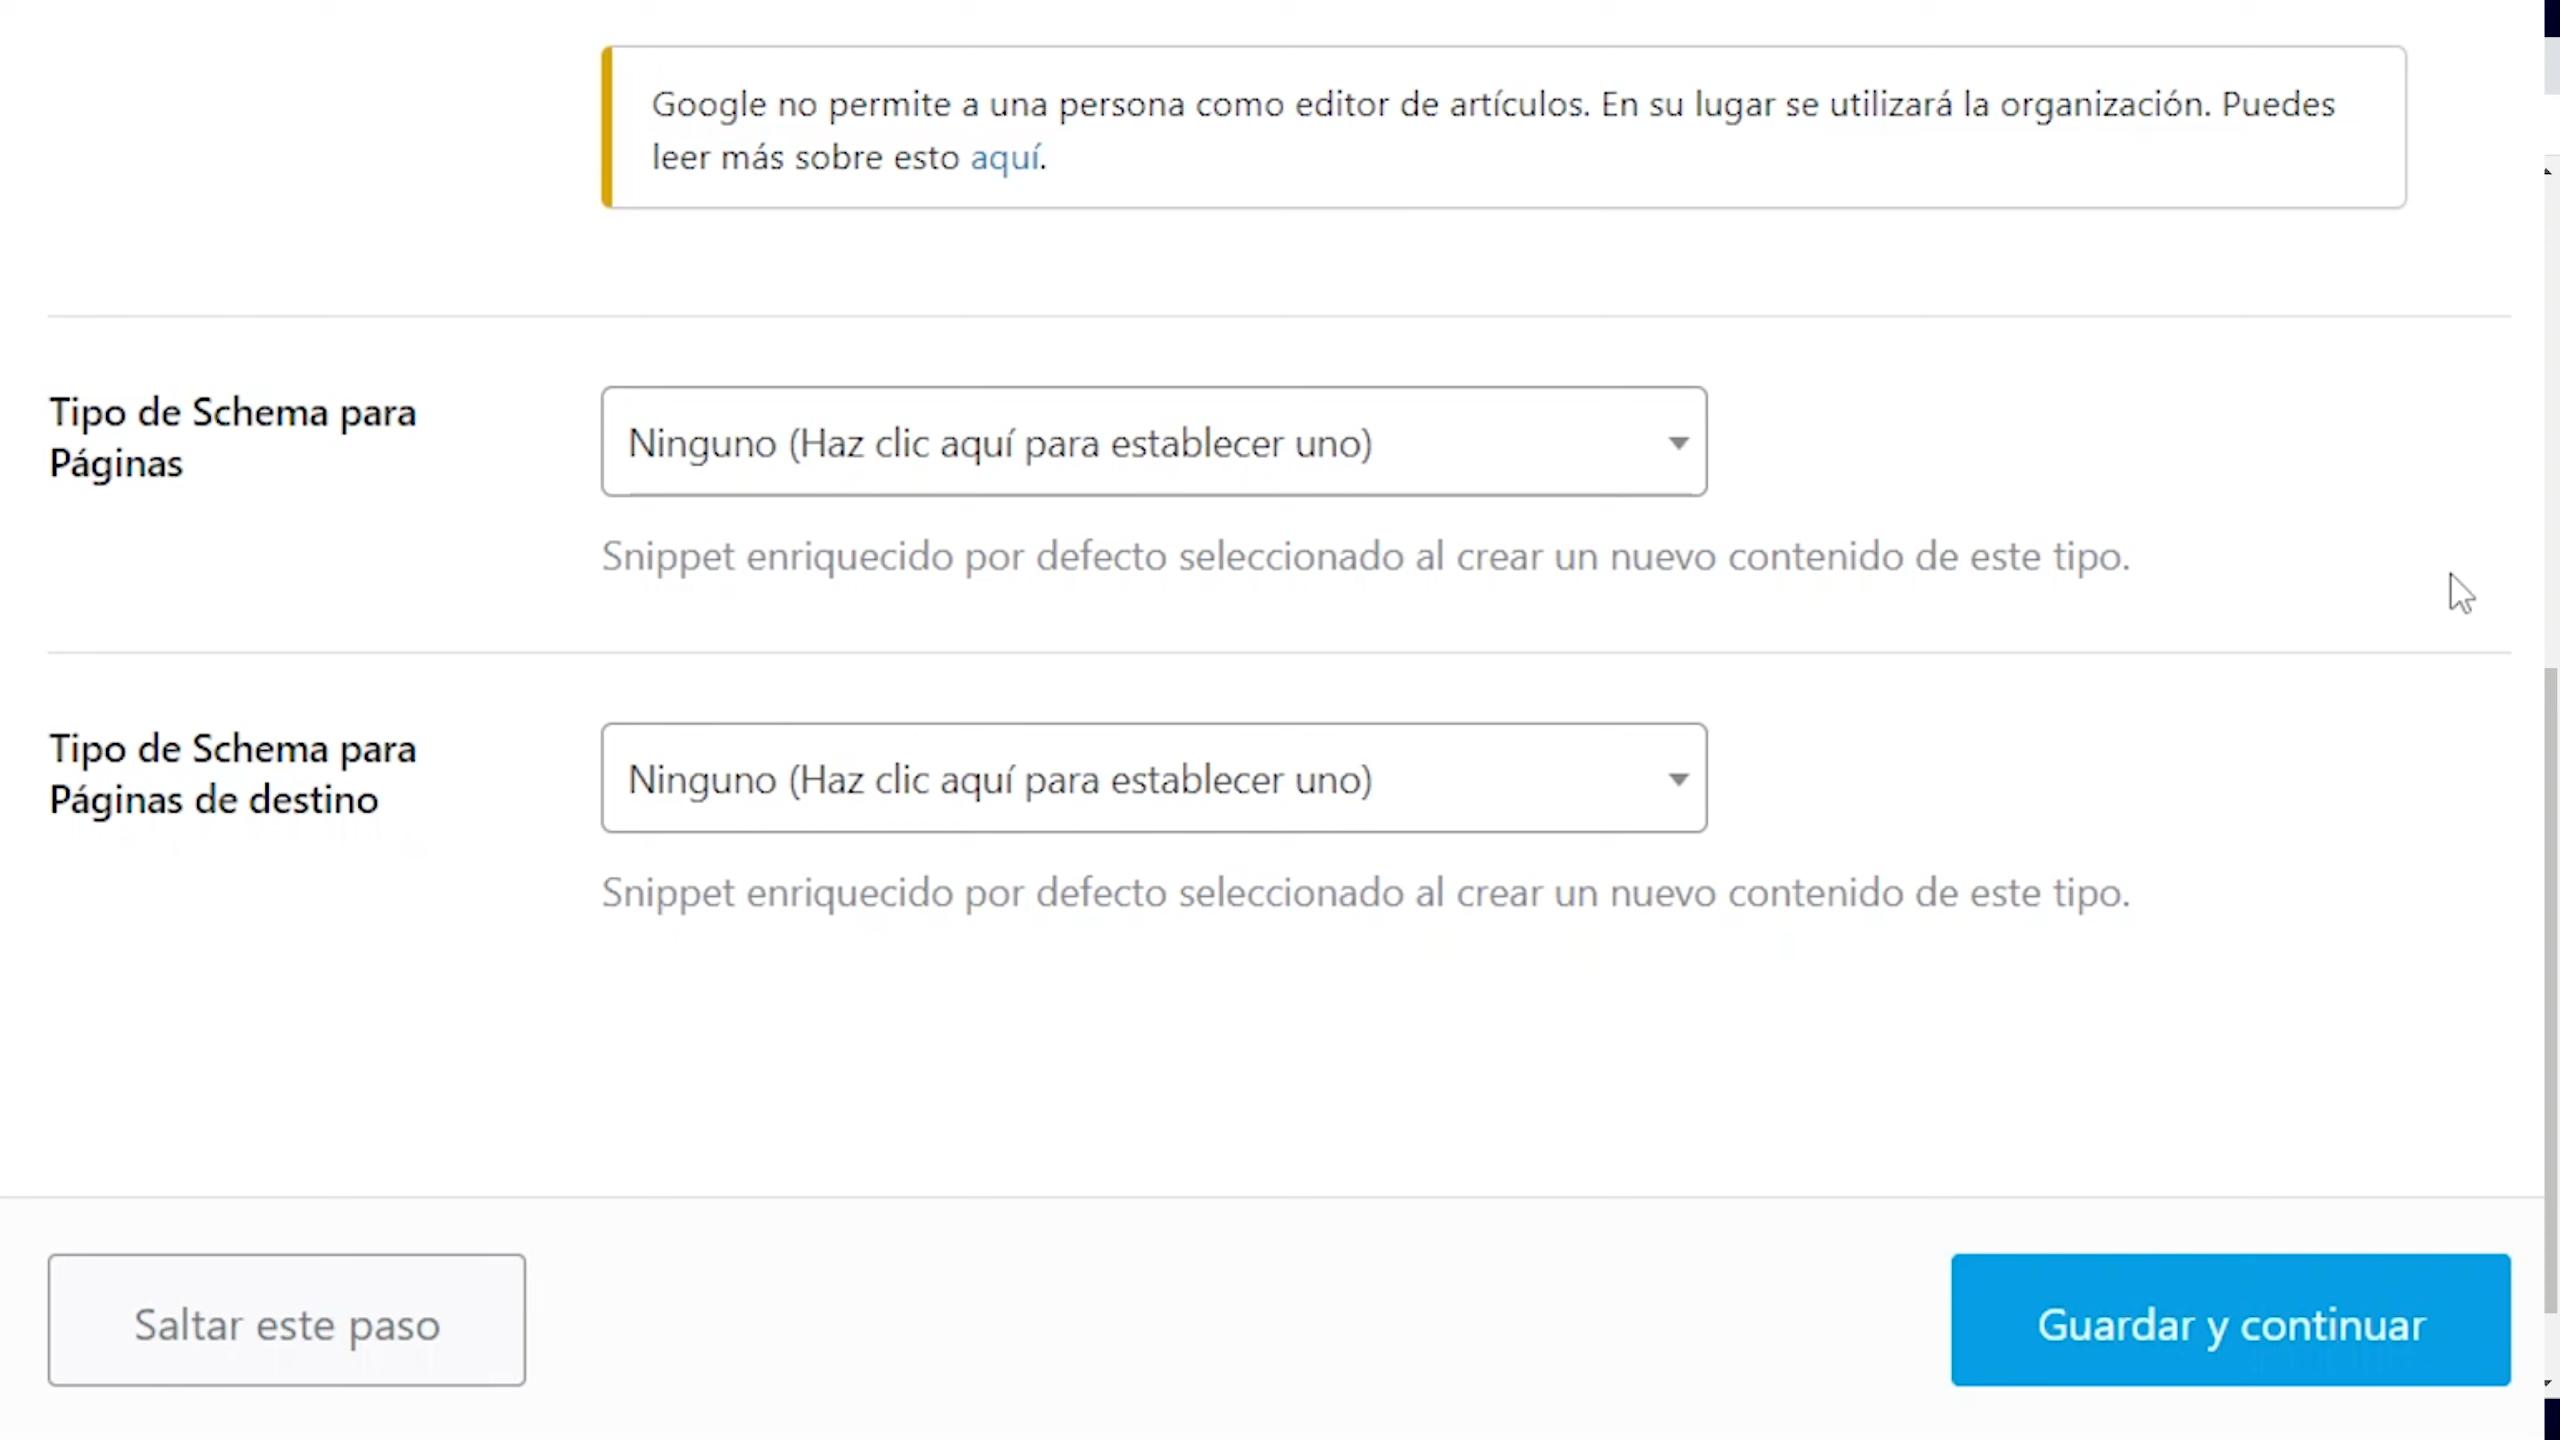 Google no permite a una persona como editor de artículos. En su lugar se utilizará la organización. Puedes
leer más sobre esto aquí.
Tipo de Schema para
Páginas
Ninguno (Haz clic aquí para establecer uno)
Snippet enriquecido por defecto seleccionado al crear un nuevo contenido de este tipo.
Tipo de Schema para
Páginas de destino
Ninguno (Haz clic aquí para establecer uno)
Snippet enriquecido por defecto seleccionado al crear un nuevo contenido de este tipo.
Saltar este paso
Guardar y continuar